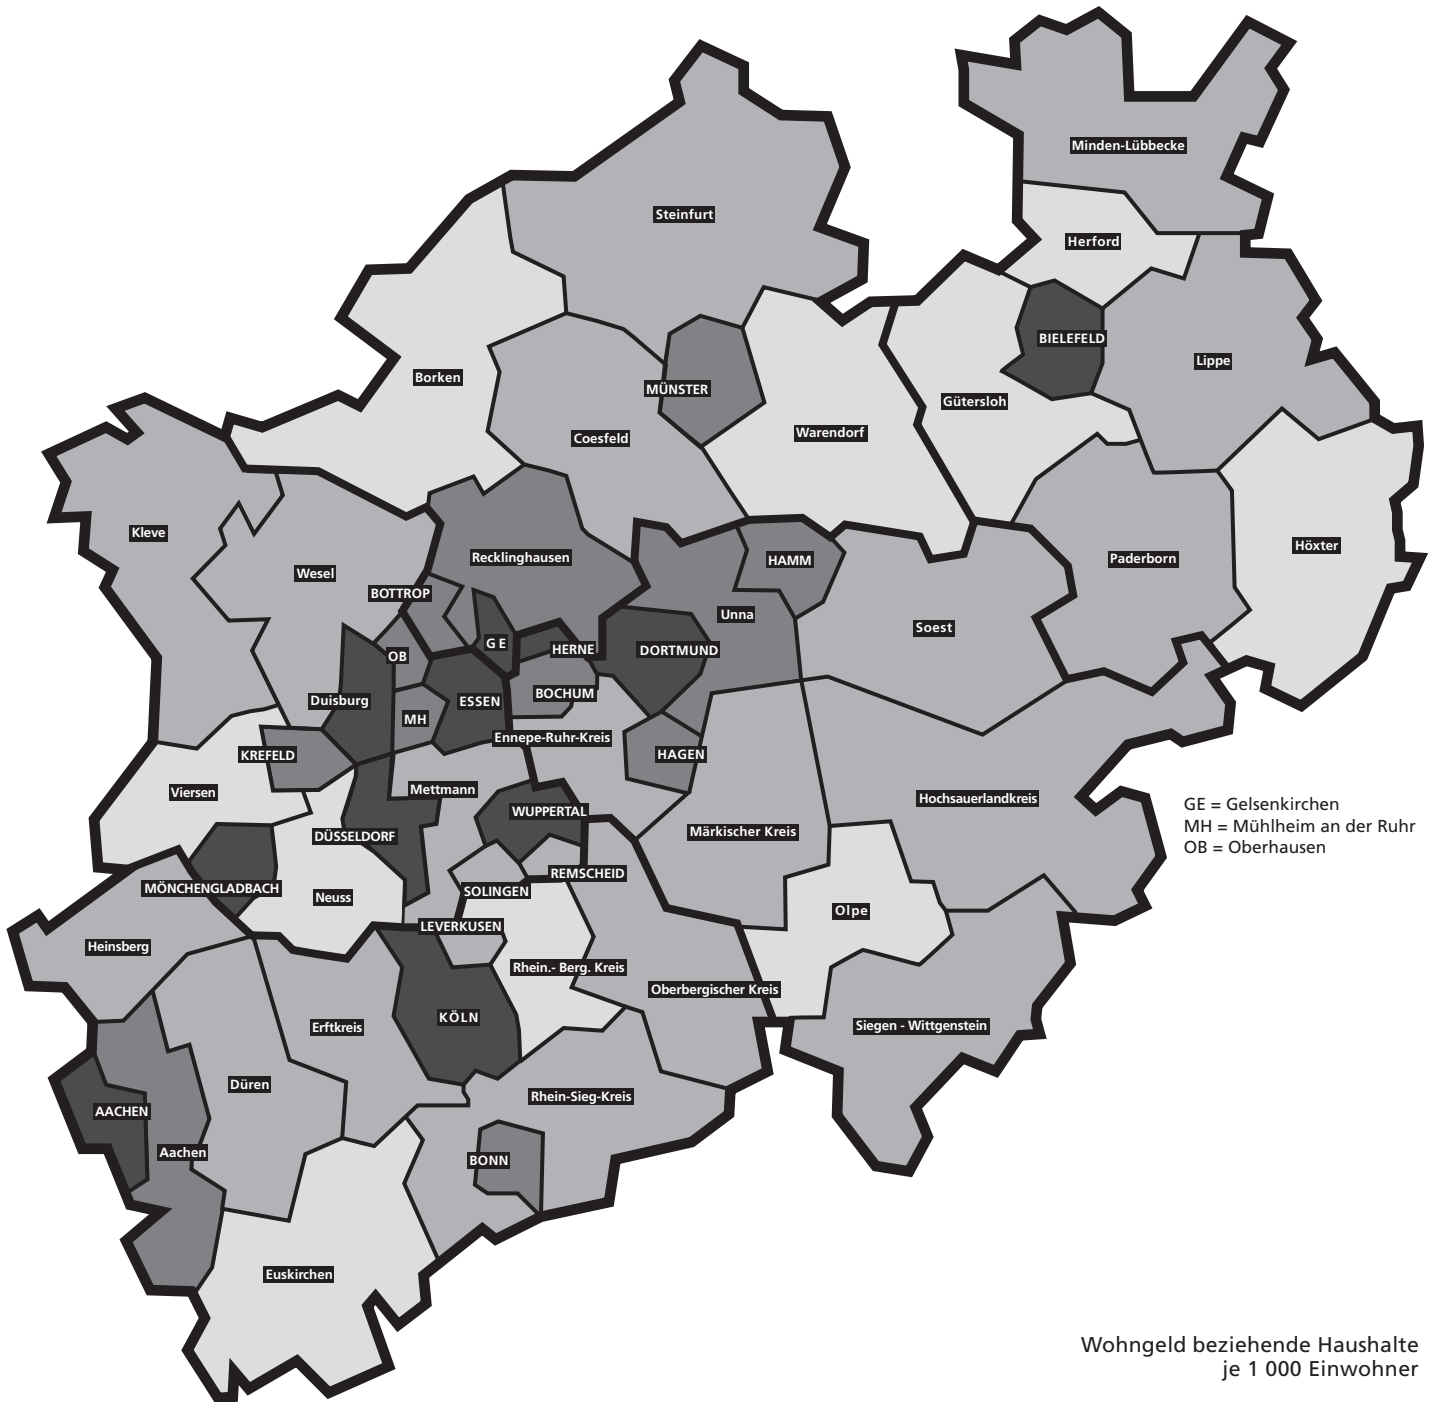 Minden-Lübbecke
Steinfurt
Herford
BIELEFELD
Lippe
Borken
MÜNSTER
Gütersloh
Coesfeld
Warendorf
Kleve
Recklinghausen
HAMM
Paderborn
Höxter
Wesel
BOTTROP
Unna
Soest
G E
HERNE
DORTMUND
OB
Duisburg
ESSEN
BOCHUM
MH
Ennepe-Ruhr-Kreis
KREFELD
HAGEN
Viersen
Mettmann
Hochsauerlandkreis
GE = Gelsenkirchen
MH = Mühlheim an der Ruhr
OB = Oberhausen
WUPPERTAL
DÜSSELDORF
Märkischer Kreis
REMSCHEID
MÖNCHENGLADBACH
SOLINGEN
Neuss
Olpe
LEVERKUSEN
Heinsberg
Rhein.- Berg. Kreis
Oberbergischer Kreis
KÖLN
Erftkreis
Siegen - Wittgenstein
Düren
Rhein-Sieg-Kreis
AACHEN
Aachen
BONN
Euskirchen
Wohngeld beziehende Haushalte
je 1 000 Einwohner